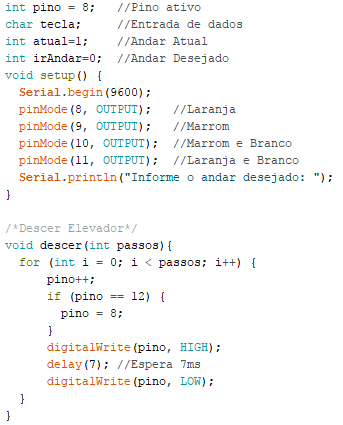 int pino = 8;   //Pino ativo
char tecla;     //Entrada de dados
int atual=1;    //Andar Atual
int irAndar=0;  //Andar Desejado
void setup() {
  Serial.begin(9600);
  pinMode(8, OUTPUT);   //Laranja
  pinMode(9, OUTPUT);   //Marrom
  pinMode(10, OUTPUT);  //Marrom e Branco
  pinMode(11, OUTPUT);  //Laranja e Branco
  Serial.println("Informe o andar desejado: ");
}

/*Descer Elevador*/
void descer(int passos){
  for (int i = 0; i < passos; i++) {
      pino++;
      if (pino == 12) {
        pino = 8;
      }
      digitalWrite(pino, HIGH);
      delay(7); //Espera 7ms
      digitalWrite(pino, LOW);
  }
}